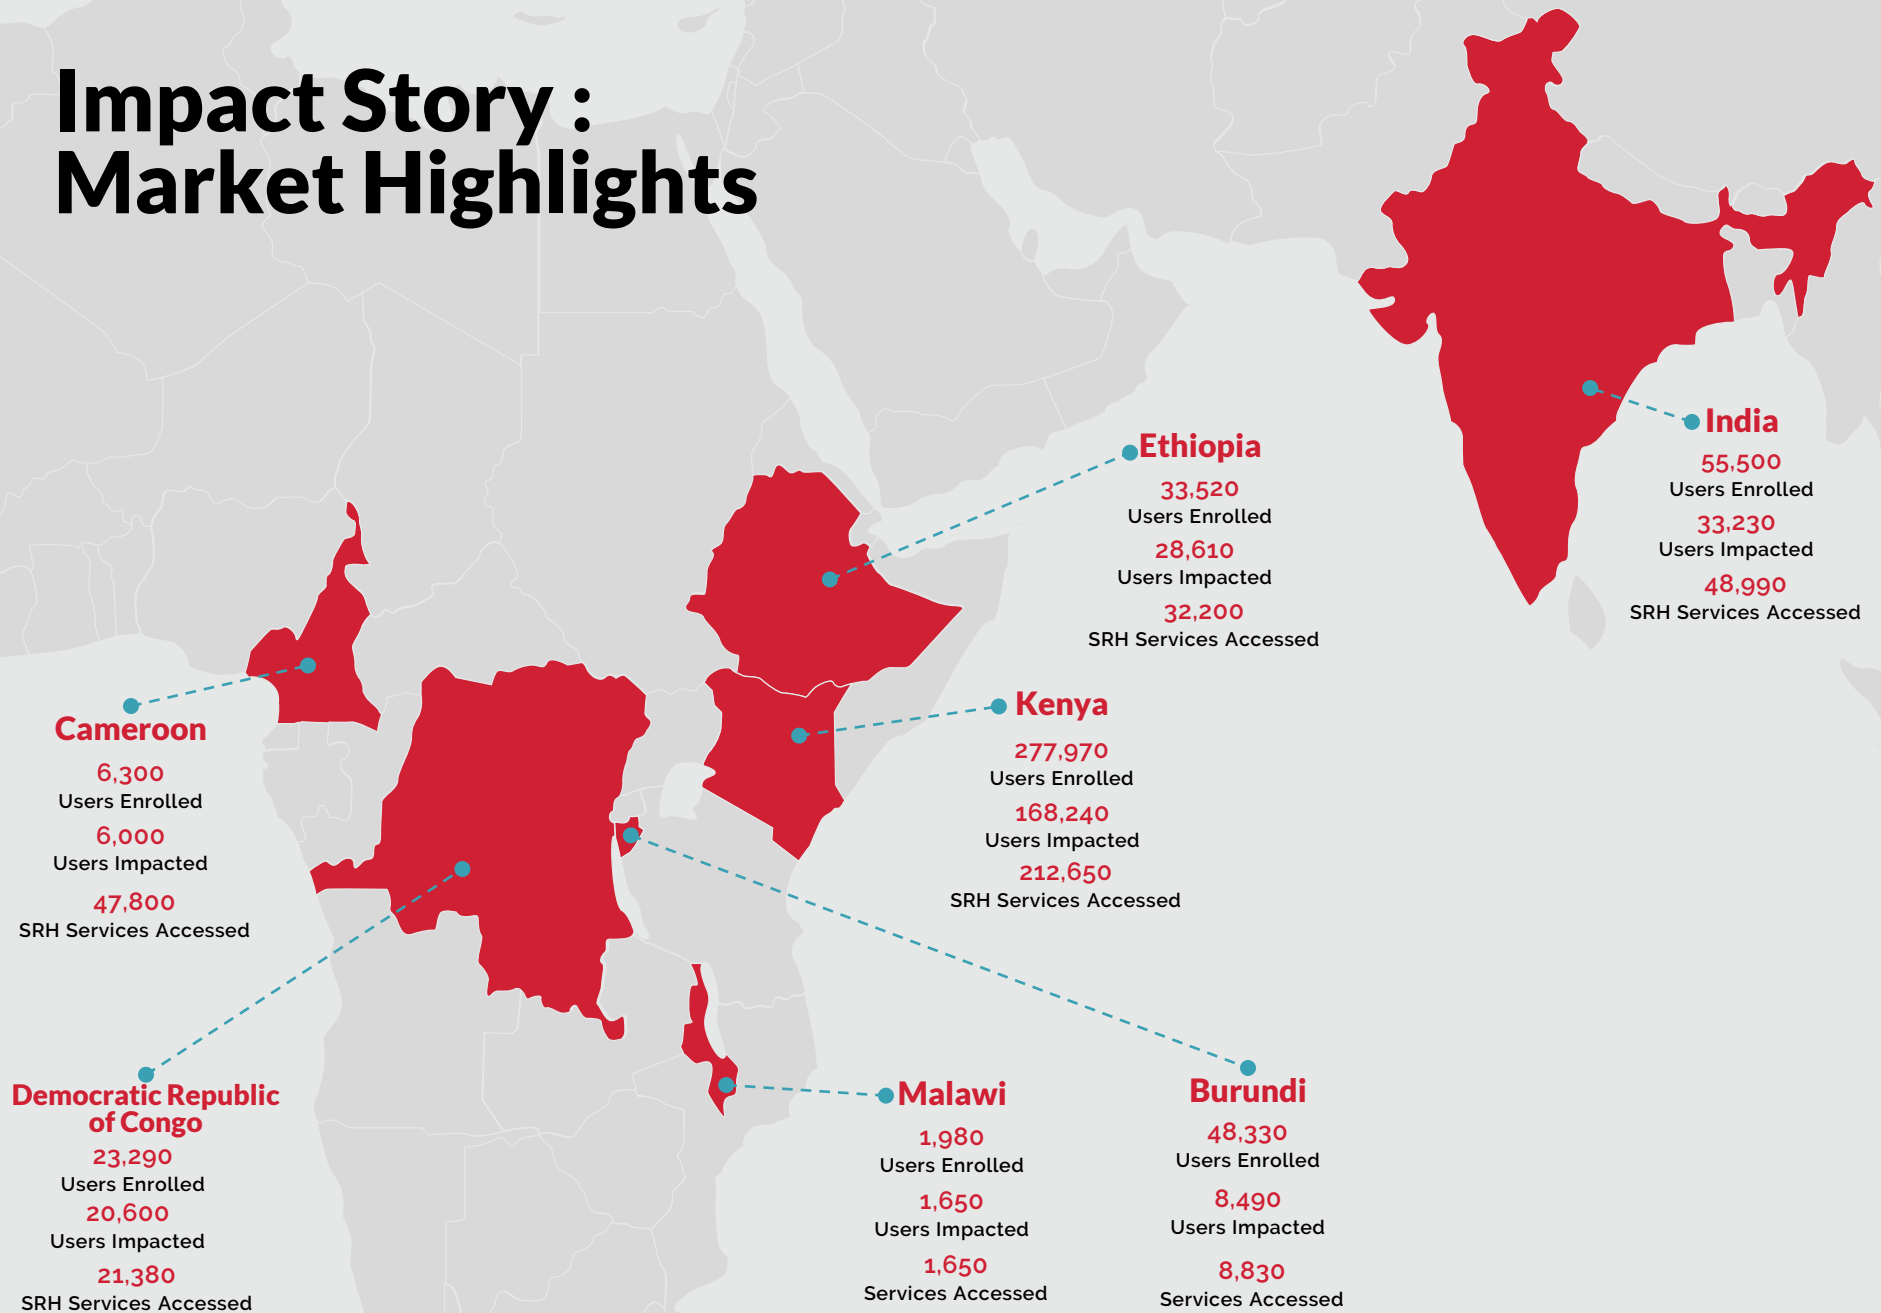 Impact Story :
Market Highlights
India
55,500
Users Enrolled
33,230
Users Impacted
48,990
SRH Services Accessed
Ethiopia
33,520
Users Enrolled
28,610
Users Impacted
32,200
SRH Services Accessed
Kenya
277,970
Users Enrolled
168,240
Users Impacted
212,650
SRH Services Accessed
Cameroon
6,300
Users Enrolled
6,000
Users Impacted
47,800
SRH Services Accessed
Democratic Republic
of Congo
23,290
Users Enrolled
20,600
Users Impacted
21,380
SRH Services Accessed
Malawi
1,980
Users Enrolled
1,650
Users Impacted
1,650
Services Accessed
Burundi
48,330
Users Enrolled
8,490
Users Impacted
8,830
Services Accessed